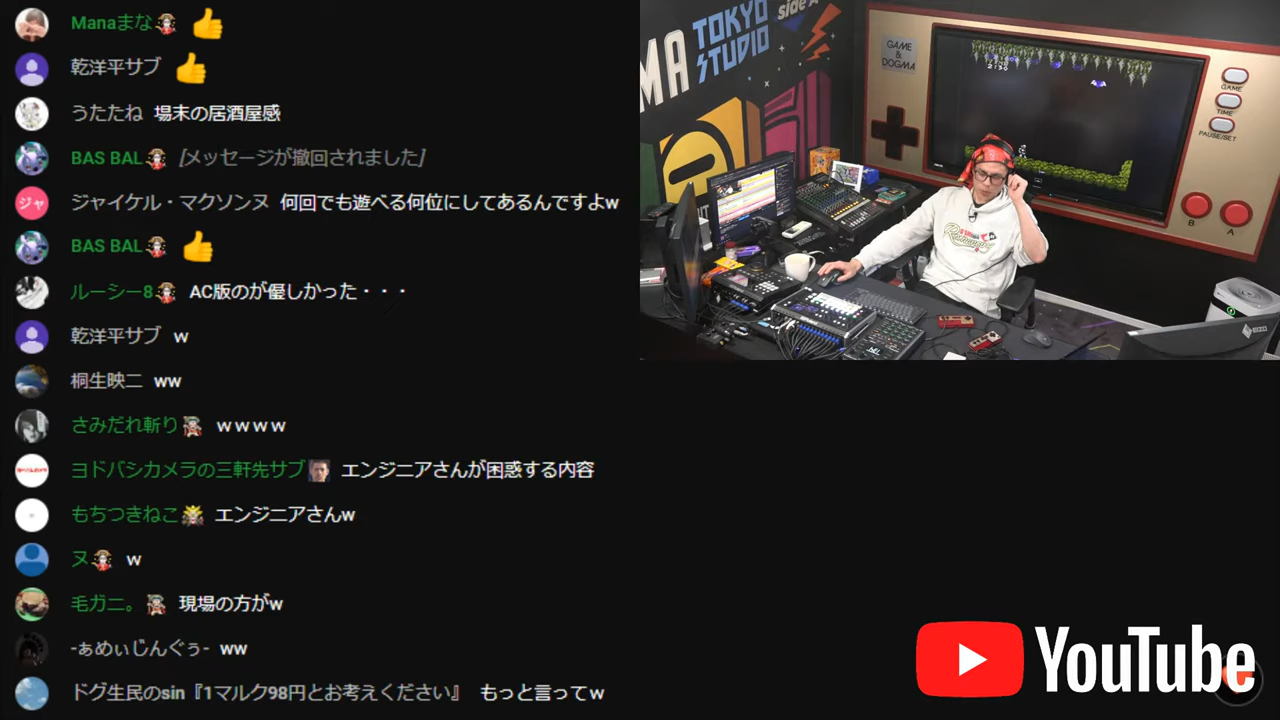 Manaまな 👍
乾洋平サブ 👍
うたたね 場末の居酒屋感
BAS BAL [メッセージが撤回されました]
ジャイケル・マクソンヌ 何回でも遊べる何位にしてあるんですよw
ジャ
BAS BAL 👍
ルーシー8 AC版のが優しかった・・・
乾洋平サブ w
桐生映二 ww
さみだれ斬り ｗｗｗｗ
ヨドバシカメラの三軒先サブ エンジニアさんが困惑する内容
もちつきねこ エンジニアさんw
ヌ w
毛ガニ。 現場の方がw
-ぁめぃじんぐぅ- ww
ドグ生民のsin『1マルク98円とお考えください』 もっと言ってｗ
side A
TOKYO
STUDIO
GAME &
DOGMA
GAME
TIME
PAUSE/SET
B A
YouTube